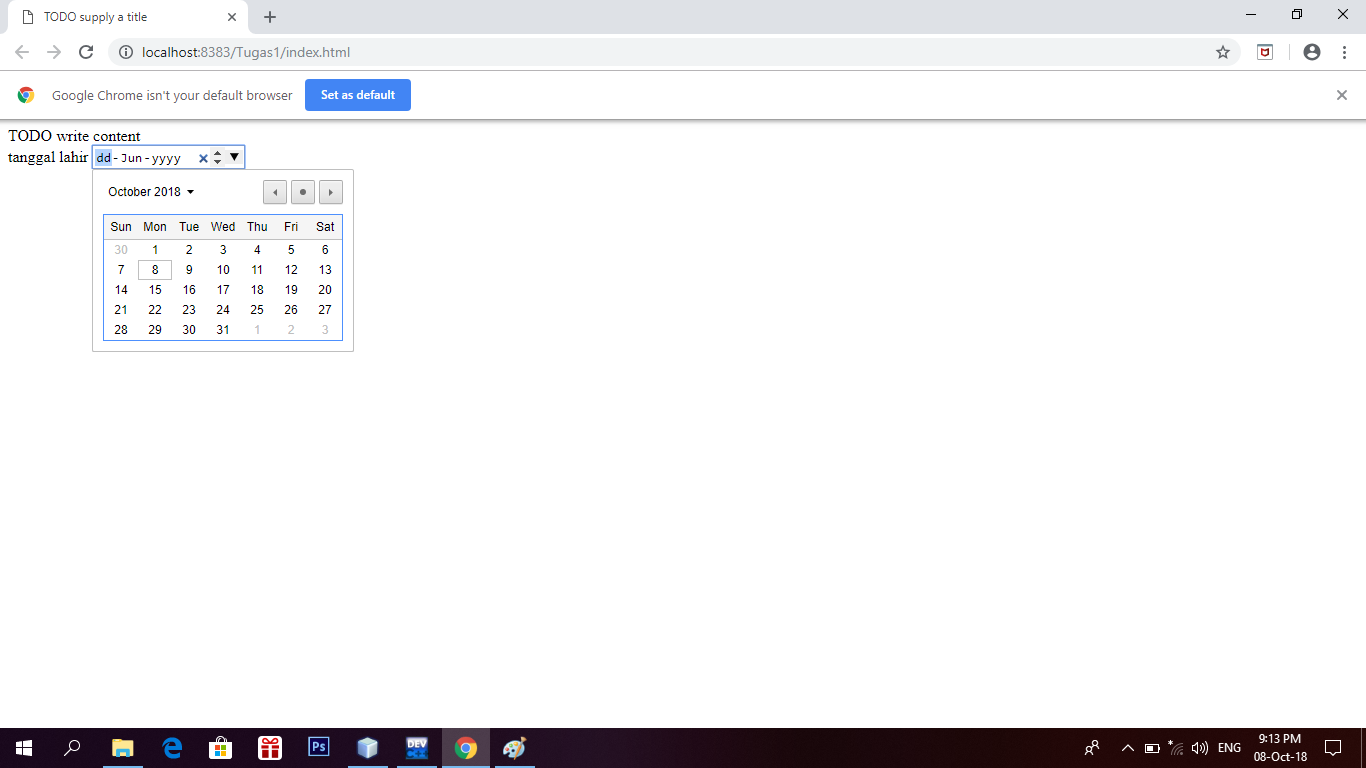 TODO supply a title
localhost:8383/Tugas1/index.html
Google Chrome isn't your default browser Set as default
TODO write content
tanggal lahir dd-Jun-yyyy
October 2018
Sun Mon Tue Wed Thu Fri Sat
30 1 2 3 4 5 6
7 8 9 10 11 12 13
14 15 16 17 18 19 20
21 22 23 24 25 26 27
28 29 30 31 1 2 3
Ps DEV C++ ENG 9:13 PM
08-Oct-18